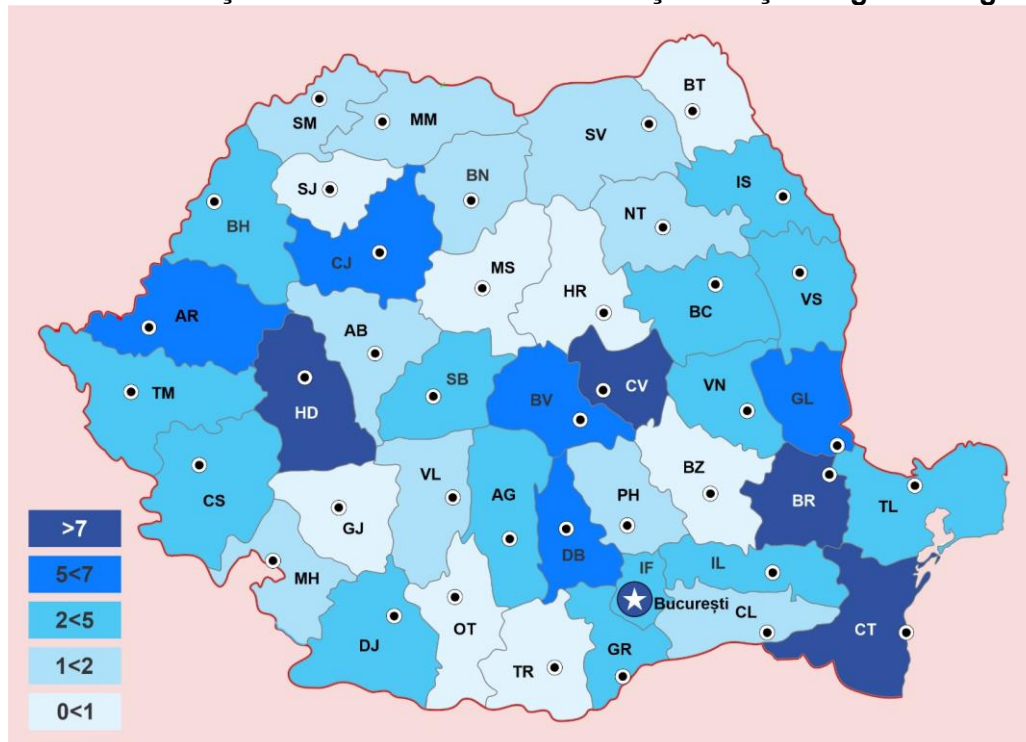 BT
SM
MM
SV
IS
SJ
BN
NT
BH
CJ
MS
HR
BC
VS
AR
AB
SB
CV
VN
GL
TM
HD
BV
CS
VL
AG
PH
BZ
BR
TL
GJ
DB
IF
IL
MH
București
CL
CT
DJ
OT
TR
GR
>7
5<7
2<5
1<2
0<1